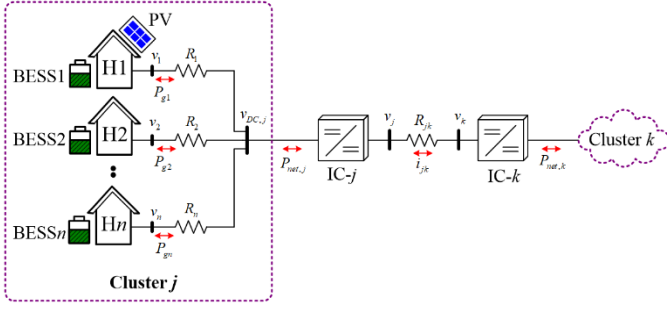 PV
BESS1
H1
v1
R1
Pg1
BESS2
H2
v2
R2
Pg2
vDC,j
Pnet,j
IC-j
vj
Rjk
ijk
vk
IC-k
Pnet,k
Cluster k
BESSn
Hn
vn
Rn
Pgn
Cluster j